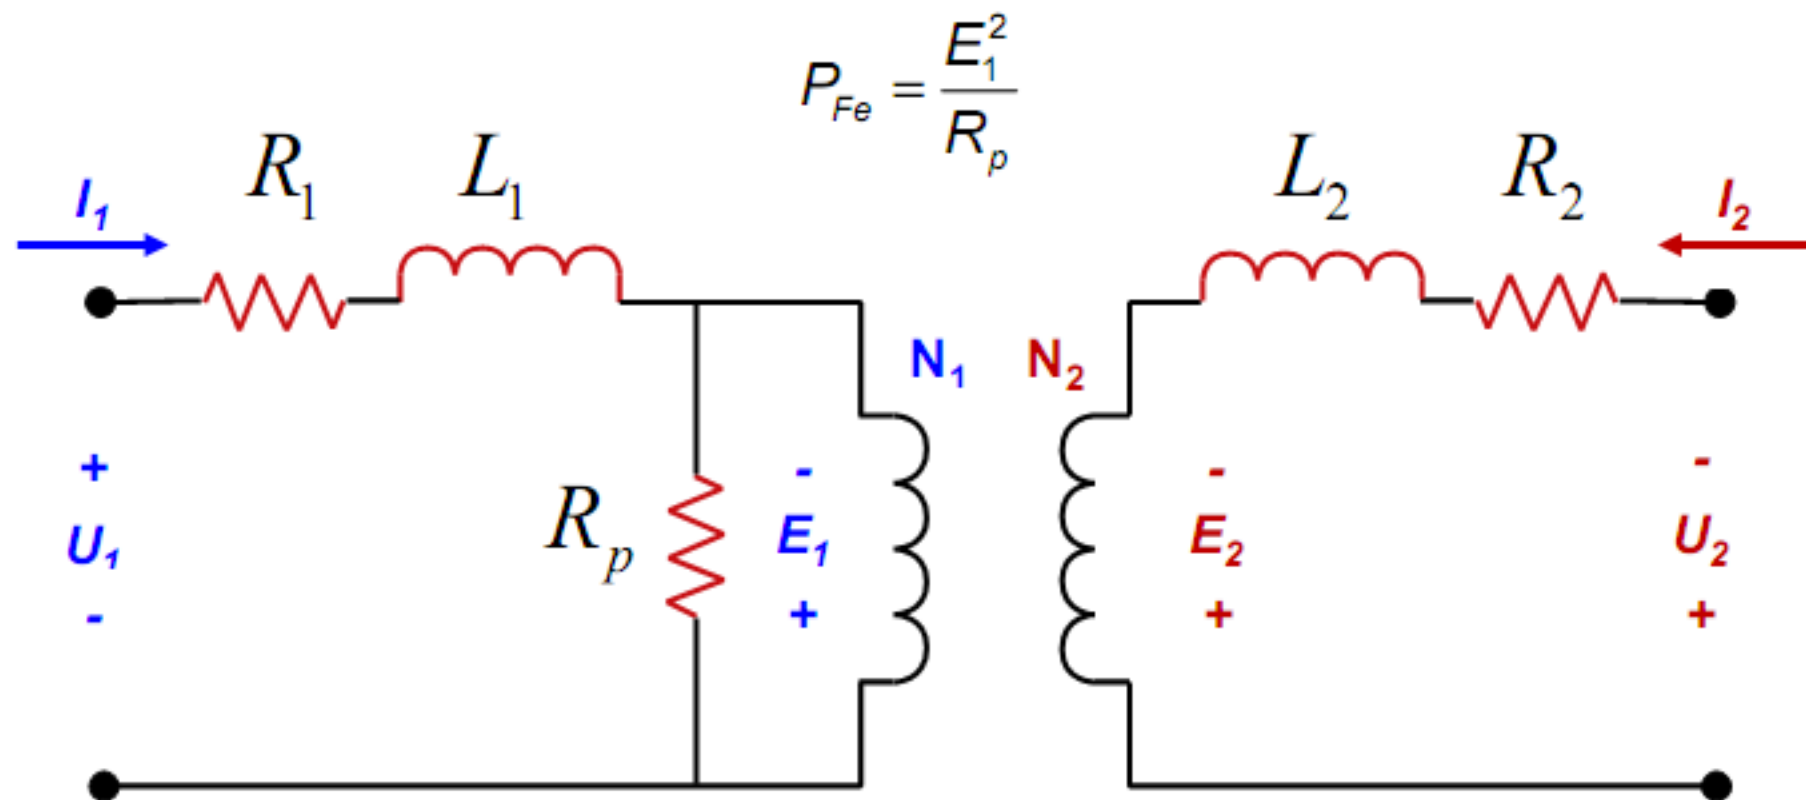 P_Fe = E_1^2 / R_p
R_1 L_1 L_2 R_2
I_1 I_2
N_1 N_2
+ - - -
U_1 R_p E_1 E_2 U_2
- + + +